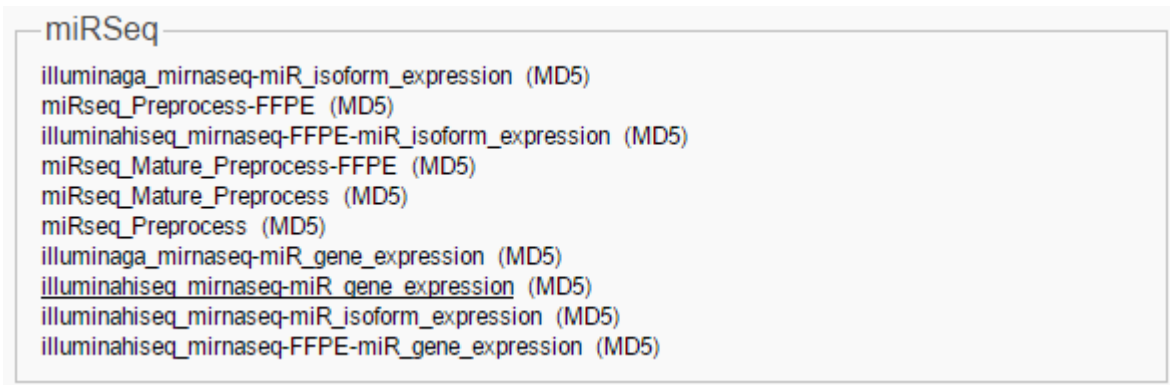 miRSeq
illuminaga_mirnaseq-miR_isoform_expression (MD5)
miRseq_Preprocess-FFPE (MD5)
illuminahiseq_mirnaseq-FFPE-miR_isoform_expression (MD5)
miRseq_Mature_Preprocess-FFPE (MD5)
miRseq_Mature_Preprocess (MD5)
miRseq_Preprocess (MD5)
illuminaga_mirnaseq-miR_gene_expression (MD5)
illuminahiseq_mirnaseq-miR_gene_expression (MD5)
illuminahiseq_mirnaseq-miR_isoform_expression (MD5)
illuminahiseq_mirnaseq-FFPE-miR_gene_expression (MD5)